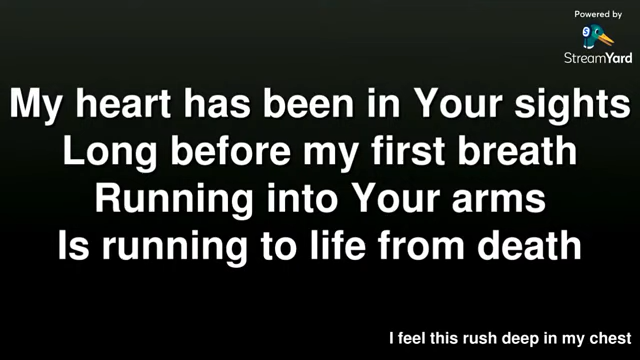 Powered by
StreamYard
My heart has been in Your sights
Long before my first breath
Running into Your arms
Is running to life from death
I feel this rush deep in my chest